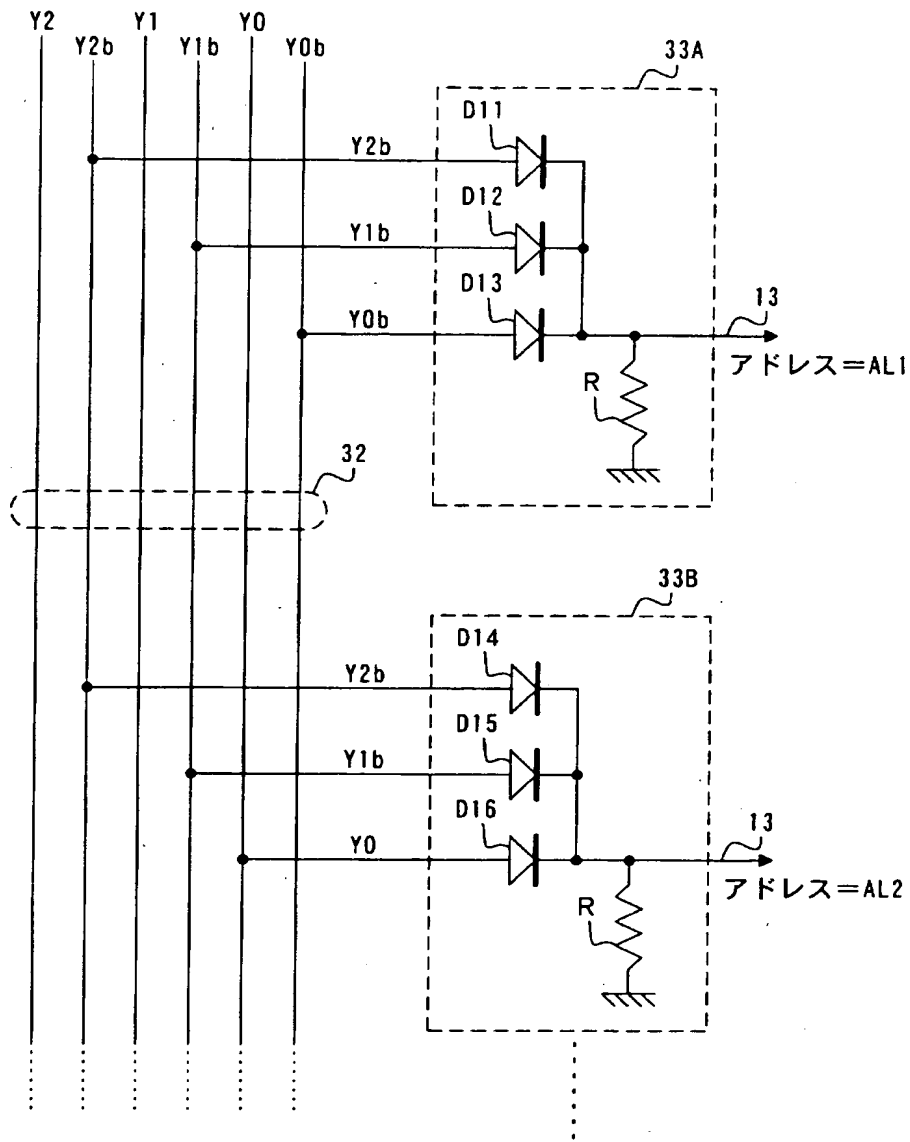 Y2 Y1 Y0
Y2b Y1b Y0b
33A
D11
Y2b
D12
Y1b
D13
Y0b
13
アドレス=AL1
R
32
33B
D14
Y2b
D15
Y1b
D16
Y0
13
アドレス=AL2
R